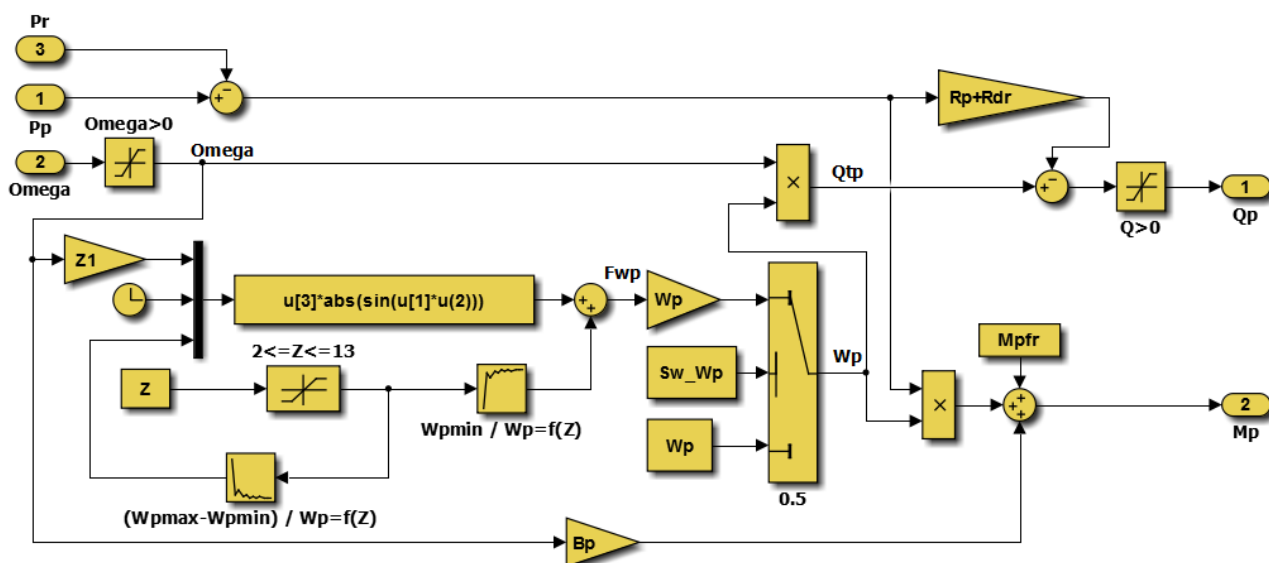 Pr
3
1
Pp
Omega>0
2
Omega
Omega
Rp+Rdr
×
Qtp
Q>0
1
Qp
Z1
u[3]*abs(sin(u[1]*u(2)))
Fwp
Wp
2<=Z<=13
Z
Wpmin / Wp=f(Z)
(Wpmax-Wpmin) / Wp=f(Z)
Sw_Wp
Wp
0.5
Wp
×
Mpfr
2
Mp
Bp